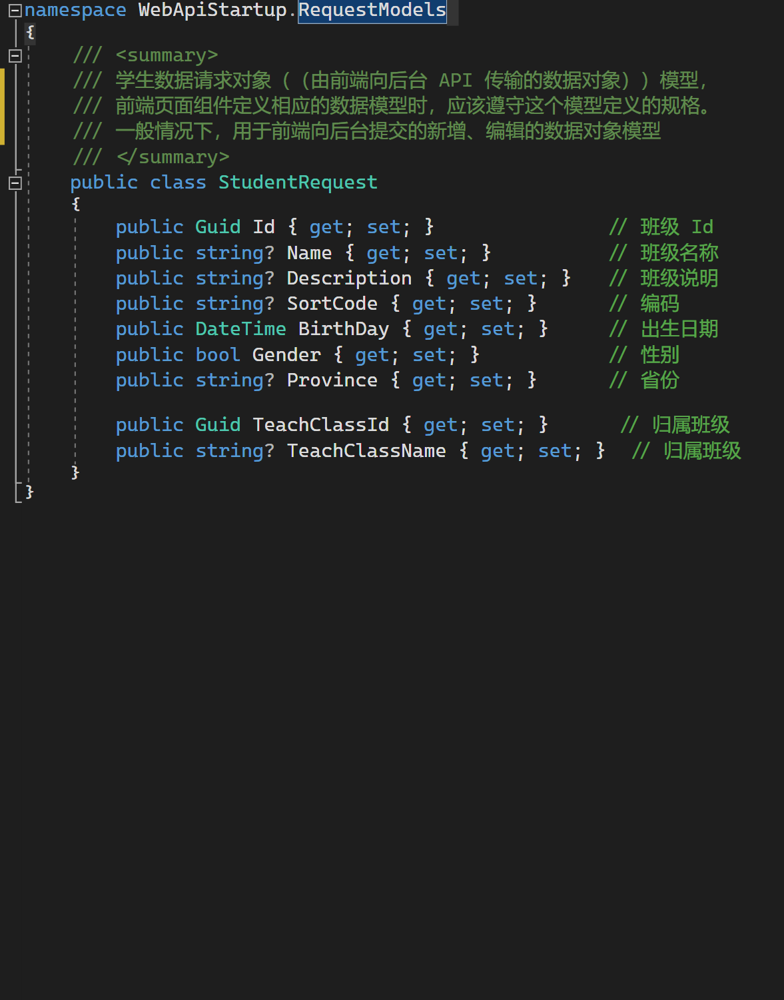 namespace WebApiStartup.RequestModels
{
/// <summary>
/// 学生数据请求对象（（由前端向后台 API 传输的数据对象））模型，
/// 前端页面组件定义相应的数据模型时，应该遵守这个模型定义的规格。
/// 一般情况下，用于前端向后台提交的新增、编辑的数据对象模型
/// </summary>
public class StudentRequest
{
public Guid Id { get; set; } // 班级 Id
public string? Name { get; set; } // 班级名称
public string? Description { get; set; } // 班级说明
public string? SortCode { get; set; } // 编码
public DateTime BirthDay { get; set; } // 出生日期
public bool Gender { get; set; } // 性别
public string? Province { get; set; } // 省份
public Guid TeachClassId { get; set; } // 归属班级
public string? TeachClassName { get; set; } // 归属班级
}
}